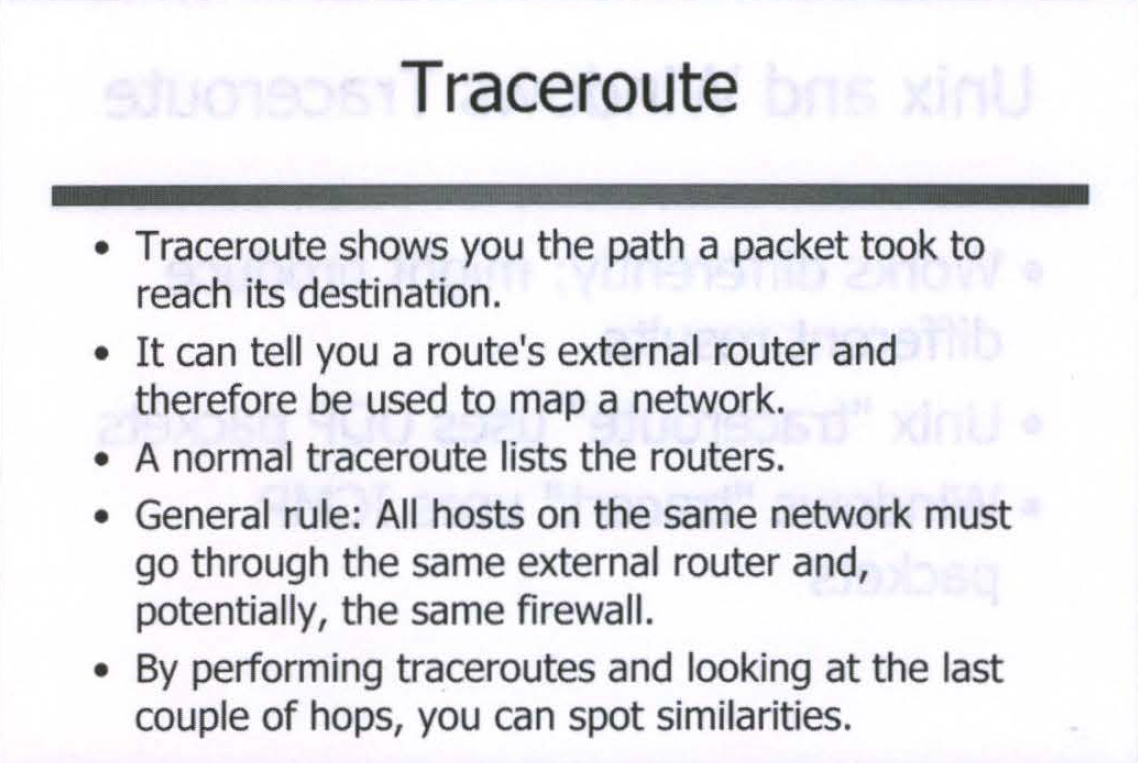 Traceroute
• Traceroute shows you the path a packet took to
reach its destination.
• It can tell you a route's external router and
therefore be used to map a network.
• A normal traceroute lists the routers.
• General rule: All hosts on the same network must
go through the same external router and,
potentially, the same firewall.
• By performing traceroutes and looking at the last
couple of hops, you can spot similarities.